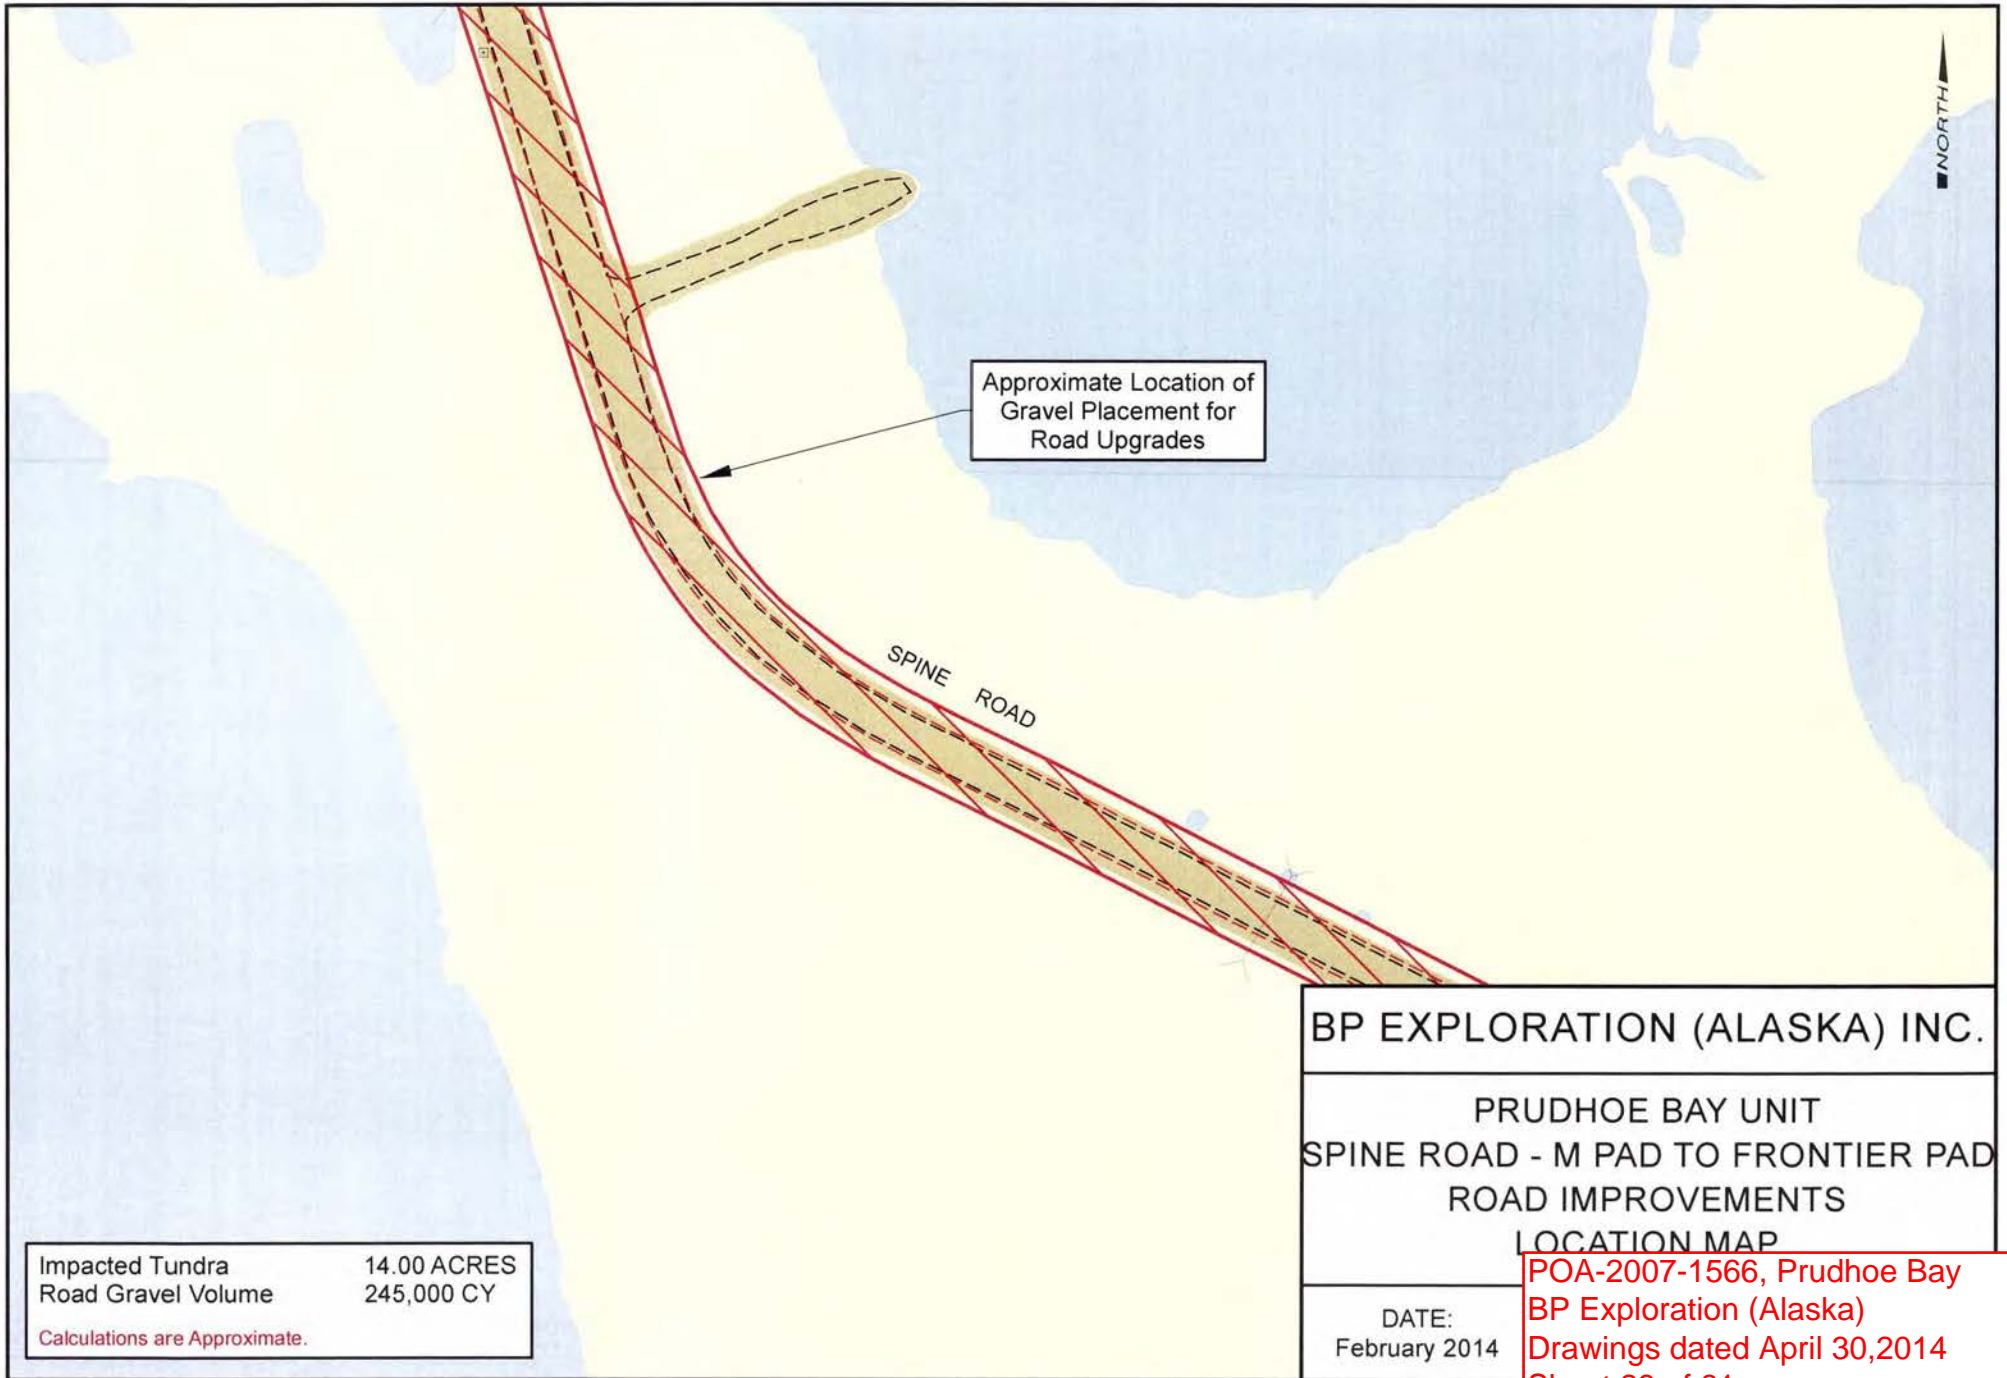 NORTH
Approximate Location of
Gravel Placement for
Road Upgrades
SPINE ROAD
BP EXPLORATION (ALASKA) INC.
PRUDHOE BAY UNIT
SPINE ROAD - M PAD TO FRONTIER PAD
ROAD IMPROVEMENTS
LOCATION MAP
Impacted Tundra 14.00 ACRES
Road Gravel Volume 245,000 CY
Calculations are Approximate.
DATE:
February 2014
POA-2007-1566, Prudhoe Bay
BP Exploration (Alaska)
Drawings dated April 30,2014